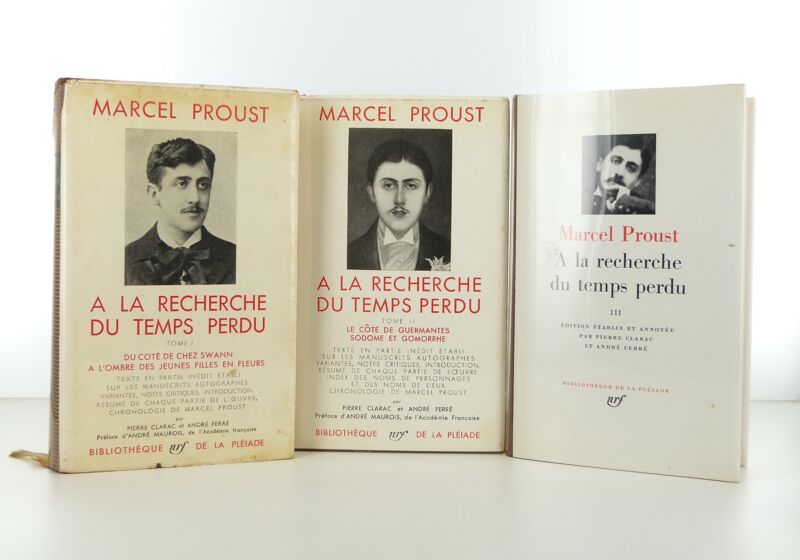 MARCEL PROUST
A LA RECHERCHE
DU TEMPS PERDU
TOME I
DU COTÉ DE CHEZ SWANN
A L'OMBRE DES JEUNES FILLES EN FLEURS
TEXTE EN PARTIE INÉDIT ÉTABLI
SUR LES MANUSCRITS AUTOGRAPHES
VARIANTES, NOTES CRITIQUES, INTRODUCTION,
RÉSUMÉ DE CHAQUE PARTIE DE L'ŒUVRE,
CHRONOLOGIE DE MARCEL PROUST
par
PIERRE CLARAC et ANDRÉ FERRÉ
Préface d'ANDRÉ MAUROIS, de l'Académie française
BIBLIOTHÈQUE nrf DE LA PLÉIADE
MARCEL PROUST
A LA RECHERCHE
DU TEMPS PERDU
TOME II
LE CÔTÉ DE GUERMANTES
SODOME ET GOMORRHE
TEXTE EN PARTIE INÉDIT ÉTABLI
SUR LES MANUSCRITS AUTOGRAPHES
VARIANTES, NOTES CRITIQUES, INTRODUCTION,
RÉSUMÉ DE CHAQUE PARTIE DE L'ŒUVRE
INDEX DES NOMS DE PERSONNAGES
ET DES NOMS DE LIEUX
CHRONOLOGIE DE MARCEL PROUST
par
PIERRE CLARAC et ANDRÉ FERRÉ
Préface d'ANDRÉ MAUROIS, de l'Académie Française
BIBLIOTHÈQUE nrf DE LA PLÉIADE
Marcel Proust
A la recherche
du temps perdu
III
ÉDITION ÉTABLIE ET ANNOTÉE
PAR PIERRE CLARAC
ET ANDRÉ FERRÉ
BIBLIOTHÈQUE DE LA PLÉIADE
nrf